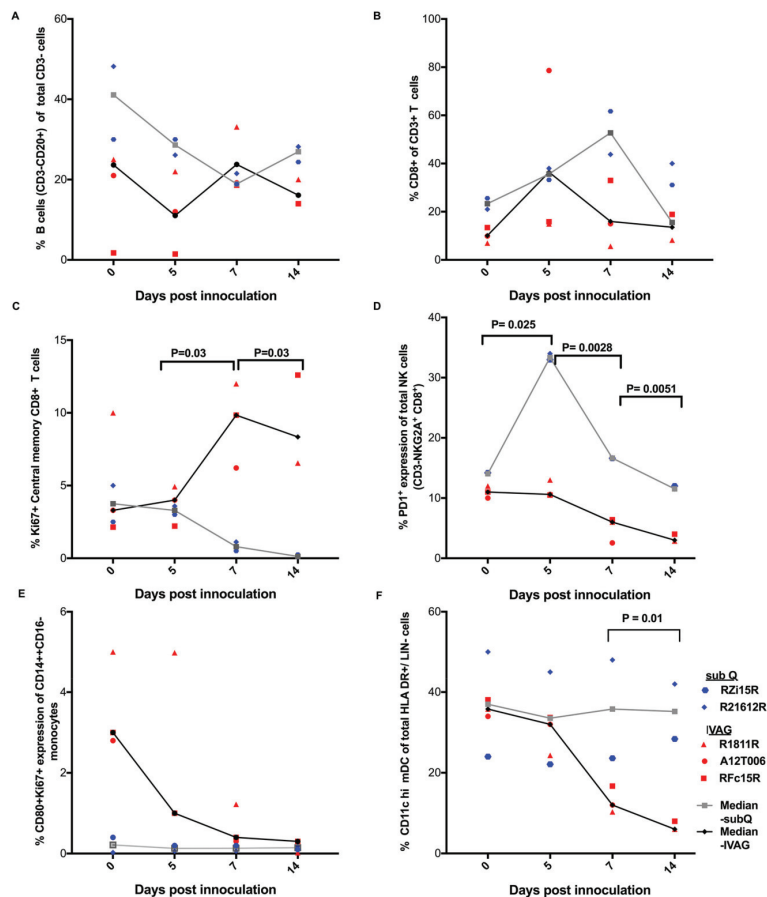 A
% B cells (CD3-CD20+) of total CD3- cells
60
40
20
0
0 5 7 14
Days post innoculation
B
% CD8+ of CD3+ T cells
100
80
60
40
20
0
0 5 7 14
Days post innoculation
C
% Ki67+ Central memory CD8+ T cells
15
10
5
0
P=0.03 P=0.03
0 5 7 14
Days post innoculation
D
% PD1+ expression of total NK cells
(CD3-NKG2A+ CD8+)
40
30
20
10
0
P= 0.025
P= 0.0028
P= 0.0051
0 5 7 14
Days post innoculation
E
% CD80+Ki67+ expression of CD14++CD16-
monocytes
6
4
2
0
0 5 7 14
Days post innoculation
F
% CD11c hi mDC of total HLA DR+/ LIN- cells
60
40
20
0
P = 0.01
0 5 7 14
Days post innoculation
sub Q
RZi15R
R21612R
IVAG
R1811R
A12T006
RFc15R
Median
-subQ
Median
-IVAG